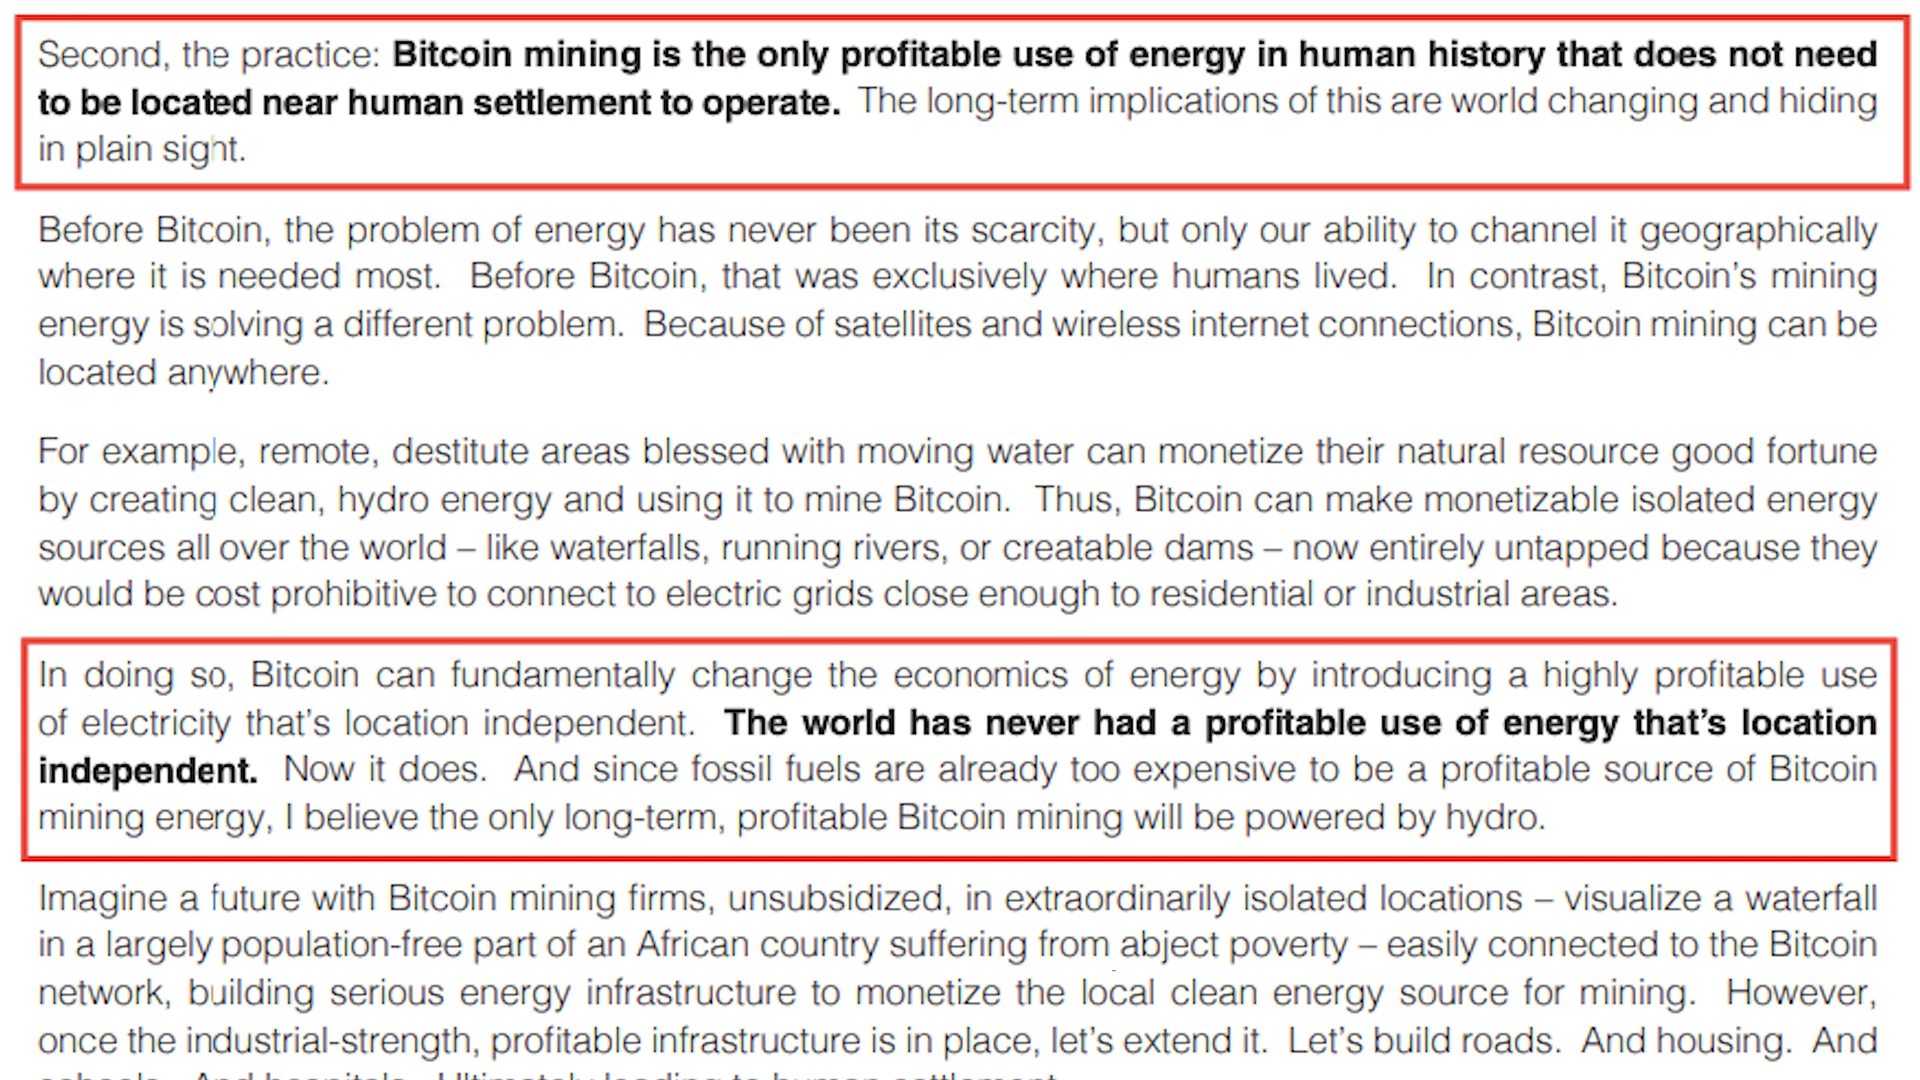 Second, the practice: Bitcoin mining is the only profitable use of energy in human history that does not need
to be located near human settlement to operate. The long-term implications of this are world changing and hiding
in plain sight.
Before Bitcoin, the problem of energy has never been its scarcity, but only our ability to channel it geographically
where it is needed most. Before Bitcoin, that was exclusively where humans lived. In contrast, Bitcoin’s mining
energy is solving a different problem. Because of satellites and wireless internet connections, Bitcoin mining can be
located anywhere.
For example, remote, destitute areas blessed with moving water can monetize their natural resource good fortune
by creating clean, hydro energy and using it to mine Bitcoin. Thus, Bitcoin can make monetizable isolated energy
sources all over the world – like waterfalls, running rivers, or creatable dams – now entirely untapped because they
would be cost prohibitive to connect to electric grids close enough to residential or industrial areas.
In doing so, Bitcoin can fundamentally change the economics of energy by introducing a highly profitable use
of electricity that’s location independent. The world has never had a profitable use of energy that’s location
independent. Now it does. And since fossil fuels are already too expensive to be a profitable source of Bitcoin
mining energy, I believe the only long-term, profitable Bitcoin mining will be powered by hydro.
Imagine a future with Bitcoin mining firms, unsubsidized, in extraordinarily isolated locations – visualize a waterfall
in a largely population-free part of an African country suffering from abject poverty – easily connected to the Bitcoin
network, building serious energy infrastructure to monetize the local clean energy source for mining. However,
once the industrial-strength, profitable infrastructure is in place, let’s extend it. Let’s build roads. And housing. And
schools. And hospitals. Ultimately leading to human settlement.